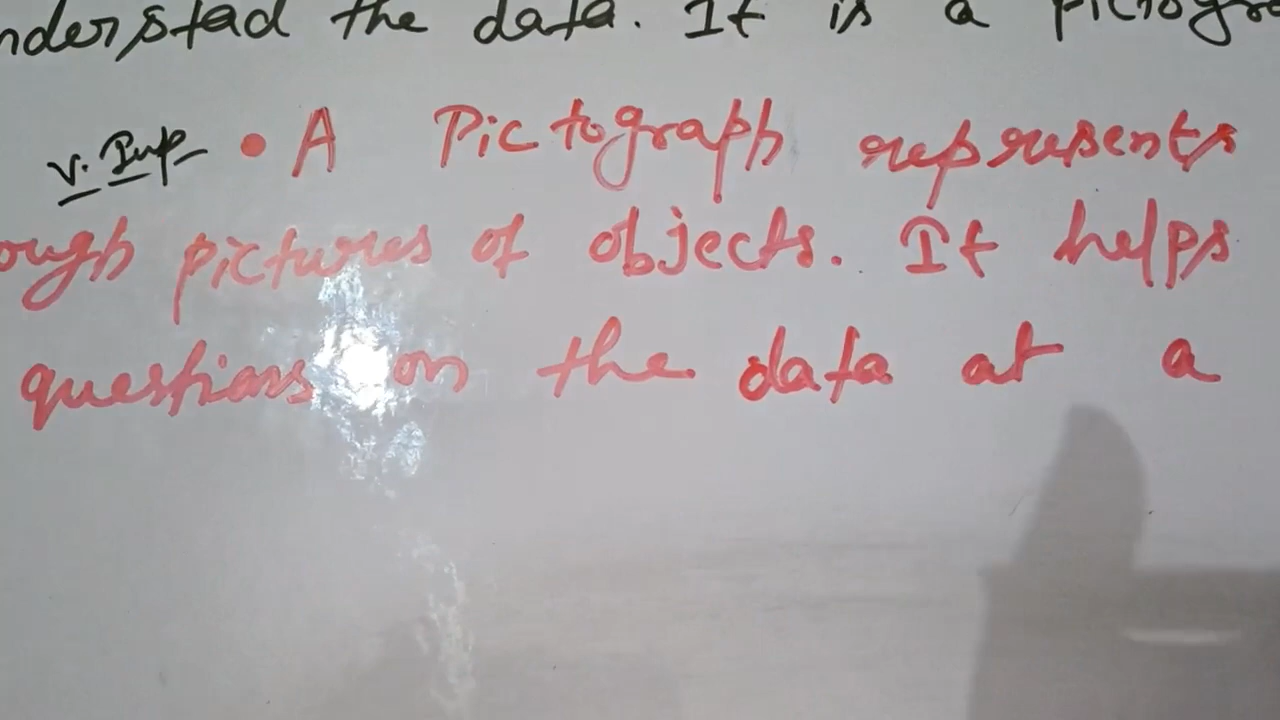 nderstad the data. It is a pictogra
v. Imp • A Pictograph represents
ough pictures of objects. It helps
questions on the data at a